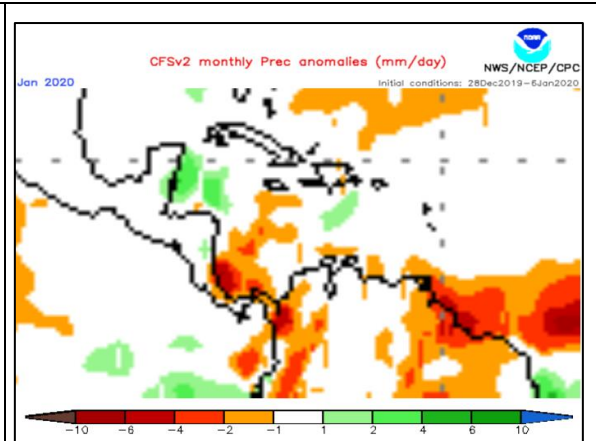 NOAA
CFSv2 monthly Prec anomalies (mm/day)
NWS/NCEP/CPC
Jan 2020
Initial conditions: 28Dec2019-6Jan2020
-10 -6 -4 -2 -1 1 2 4 6 10